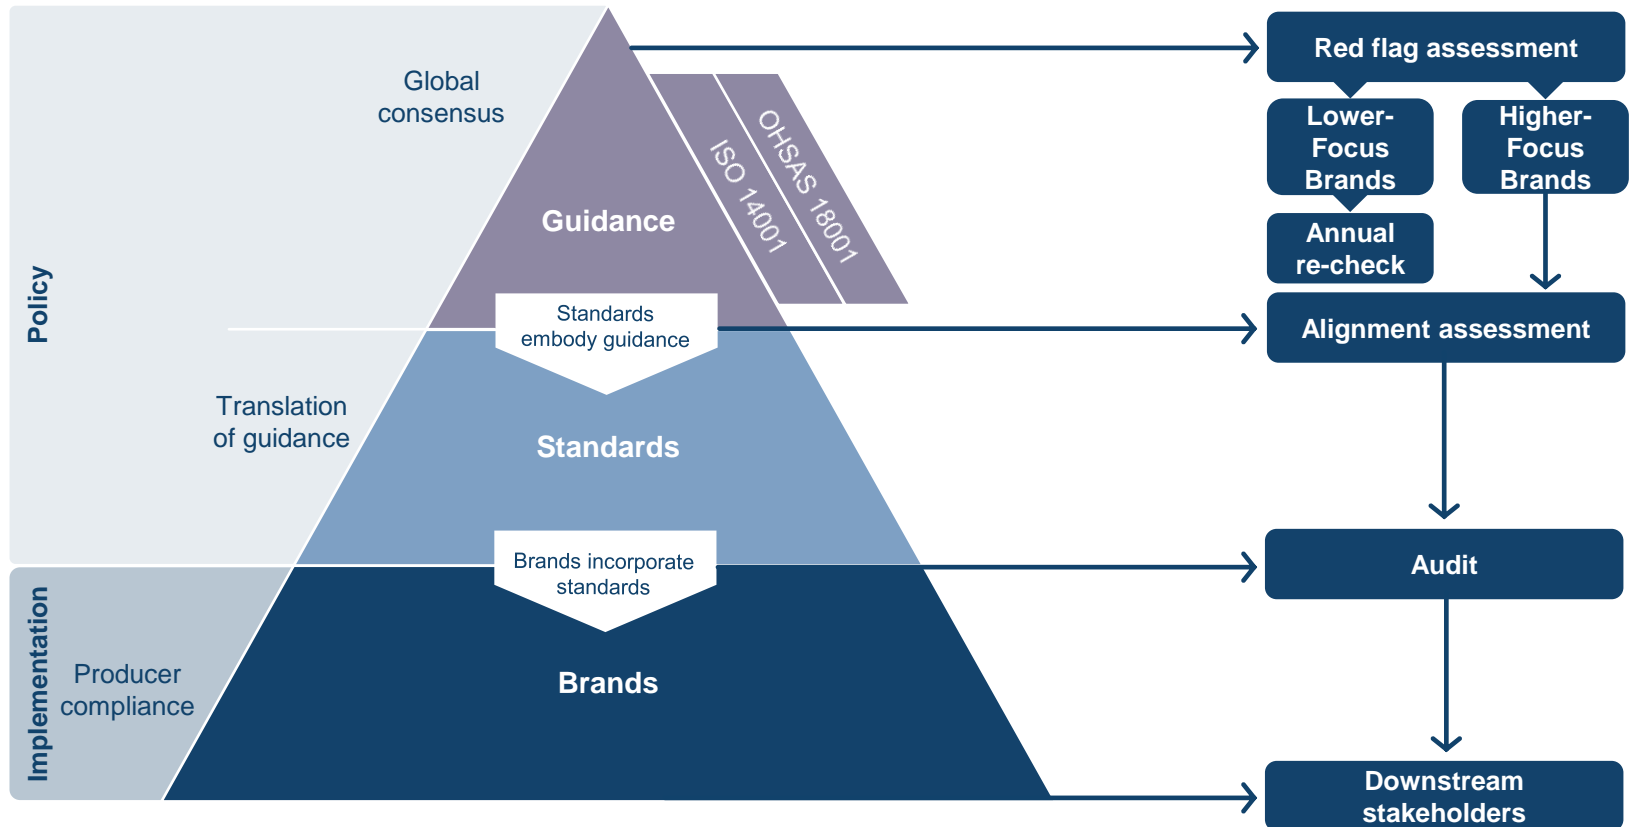 Policy
Global
consensus
Guidance
ISO 14001
OHSAS 18001
Standards
embody guidance
Translation
of guidance
Standards
Brands incorporate
standards
Implementation
Producer
compliance
Brands
Red flag assessment
Lower-
Focus
Brands
Higher-
Focus
Brands
Annual
re-check
Alignment assessment
Audit
Downstream
stakeholders